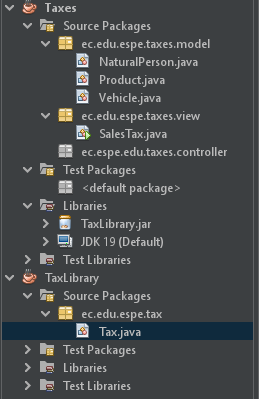 Taxes
Source Packages
ec.edu.espe.taxes.model
NaturalPerson.java
Product.java
Vehicle.java
ec.edu.espe.taxes.view
SalesTax.java
ec.espe.edu.taxes.controller
Test Packages
<default package>
Libraries
TaxLibrary.jar
JDK 19 (Default)
Test Libraries
TaxLibrary
Source Packages
ec.edu.espe.tax
Tax.java
Test Packages
Libraries
Test Libraries